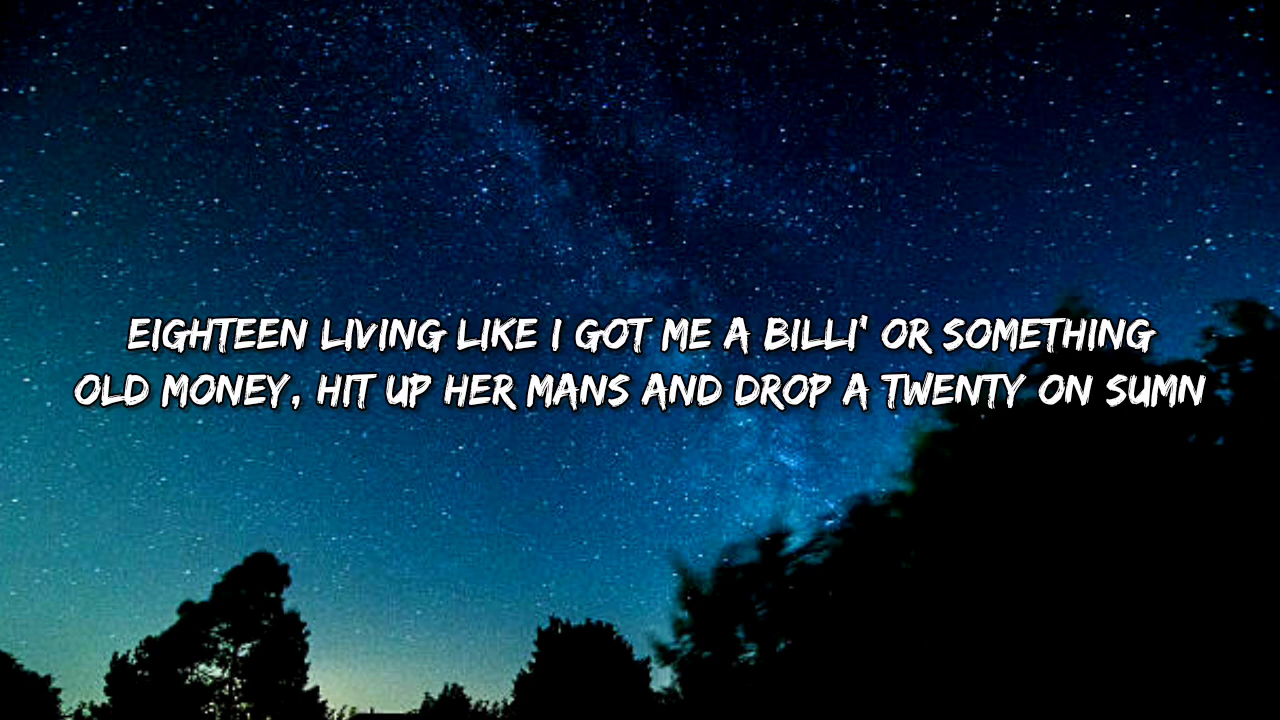 EIGHTEEN LIVING LIKE I GOT ME A BILLI' OR SOMETHING
OLD MONEY, HIT UP HER MANS AND DROP A TWENTY ON SUMN